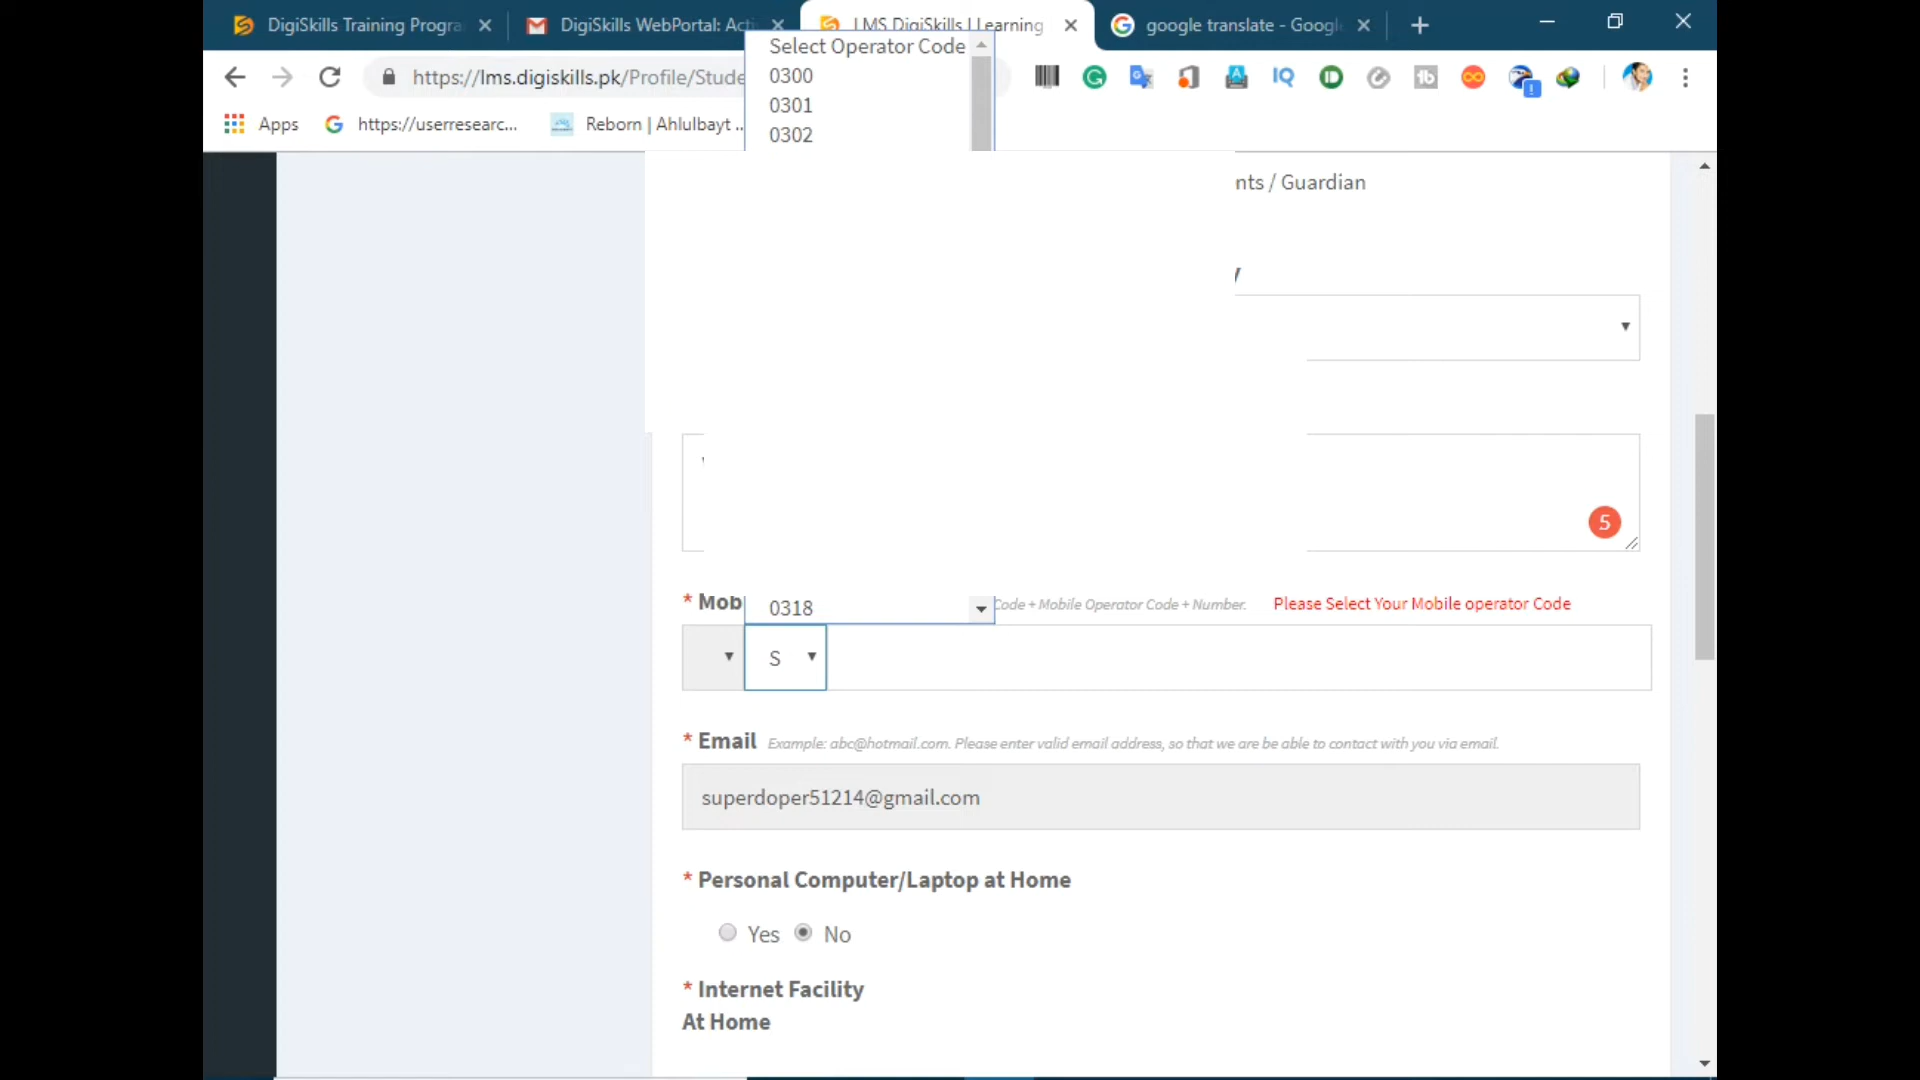 DigiSkills Training Progra
DigiSkills WebPortal: Acti
LMS DigiSkills | Learning
google translate - Google
https://lms.digiskills.pk/Profile/Stude
Apps
https://userresearc...
Reborn | Ahlulbayt ..
Select Operator Code
0300
0301
0302
nts / Guardian
5
* Mob
0318
Code + Mobile Operator Code + Number.
Please Select Your Mobile operator Code
S
* Email Example: abc@hotmail.com. Please enter valid email address, so that we are be able to contact with you via email.
superdoper51214@gmail.com
* Personal Computer/Laptop at Home
Yes No
* Internet Facility
At Home